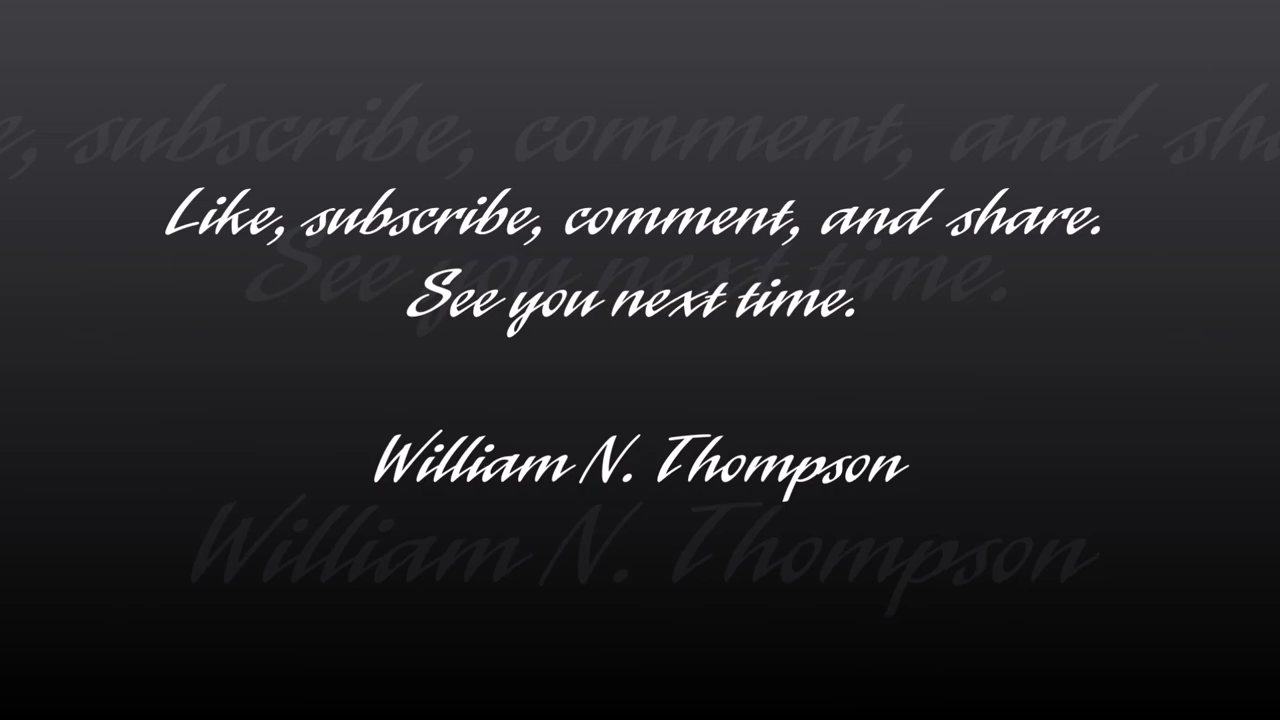 Like, subscribe, comment, and share.
See you next time.
William N. Thompson